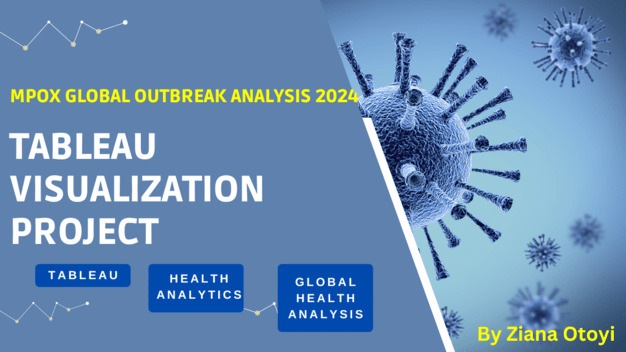 MPOX GLOBAL OUTBREAK ANALYSIS 2024
TABLEAU
VISUALIZATION
PROJECT
TABLEAU
HEALTH
ANALYTICS
GLOBAL
HEALTH
ANALYSIS
By Ziana Otoyi